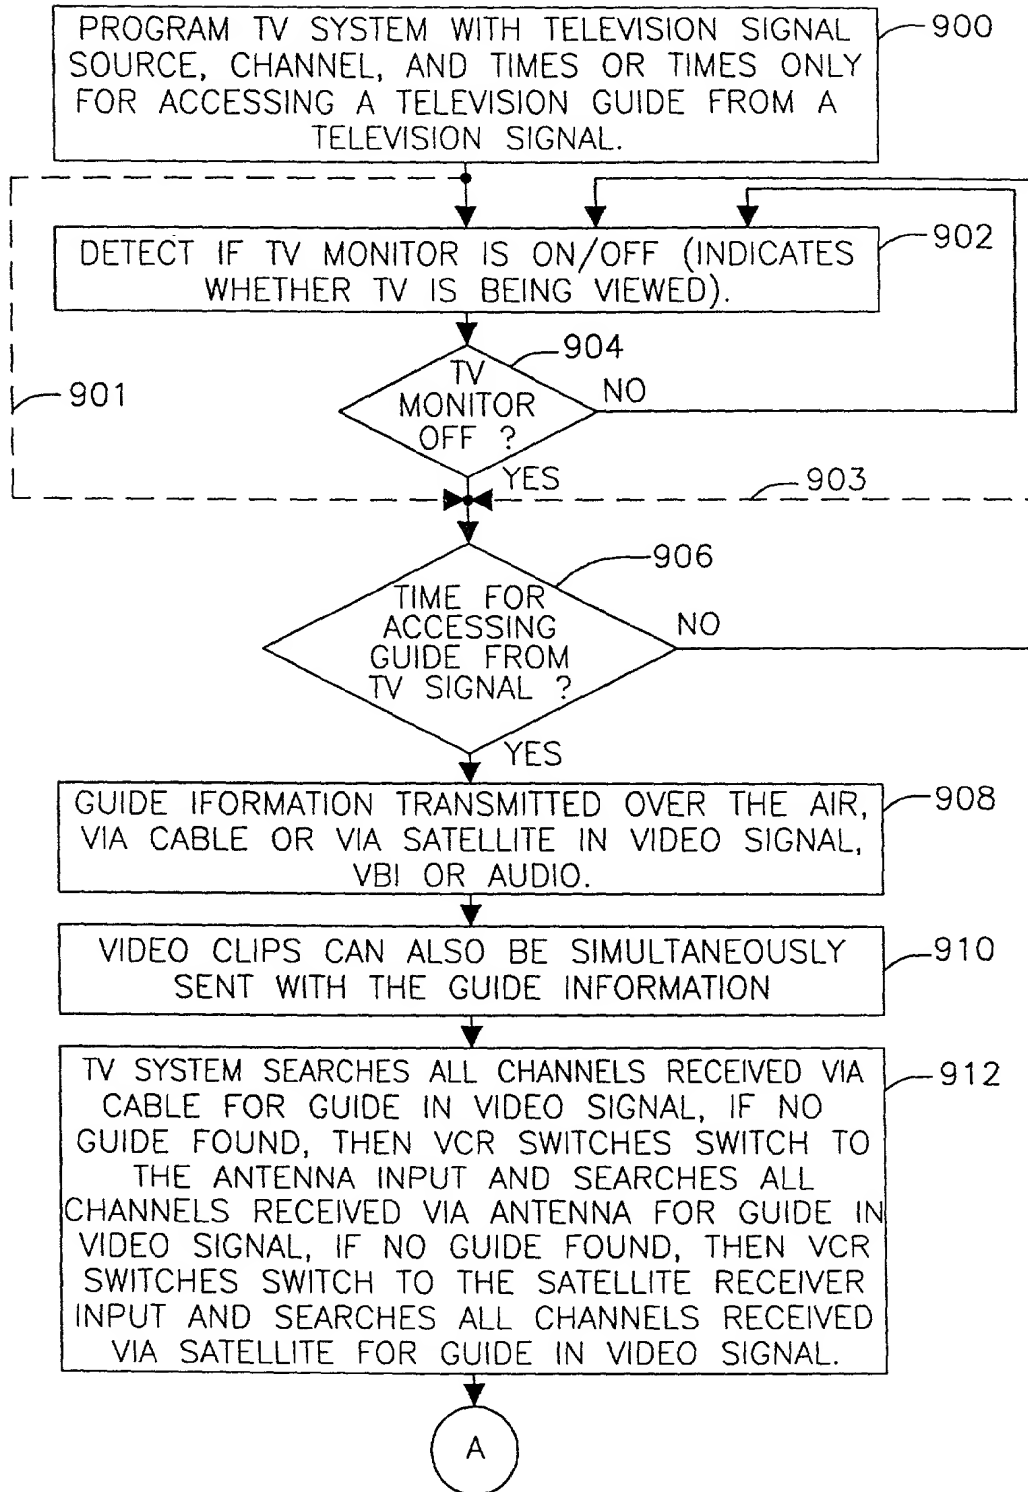 PROGRAM TV SYSTEM WITH TELEVISION SIGNAL
SOURCE, CHANNEL, AND TIMES OR TIMES ONLY
FOR ACCESSING A TELEVISION GUIDE FROM A
TELEVISION SIGNAL.
900
DETECT IF TV MONITOR IS ON/OFF (INDICATES
WHETHER TV IS BEING VIEWED).
902
904
TV
MONITOR
OFF ?
NO
901
YES
903
906
TIME FOR
ACCESSING
GUIDE FROM
TV SIGNAL ?
NO
YES
GUIDE IFORMATION TRANSMITTED OVER THE AIR,
VIA CABLE OR VIA SATELLITE IN VIDEO SIGNAL,
VBI OR AUDIO.
908
VIDEO CLIPS CAN ALSO BE SIMULTANEOUSLY
SENT WITH THE GUIDE INFORMATION
910
TV SYSTEM SEARCHES ALL CHANNELS RECEIVED VIA
CABLE FOR GUIDE IN VIDEO SIGNAL, IF NO
GUIDE FOUND, THEN VCR SWITCHES SWITCH TO
THE ANTENNA INPUT AND SEARCHES ALL
CHANNELS RECEIVED VIA ANTENNA FOR GUIDE IN
VIDEO SIGNAL, IF NO GUIDE FOUND, THEN VCR
SWITCHES SWITCH TO THE SATELLITE RECEIVER
INPUT AND SEARCHES ALL CHANNELS RECEIVED
VIA SATELLITE FOR GUIDE IN VIDEO SIGNAL.
912
A